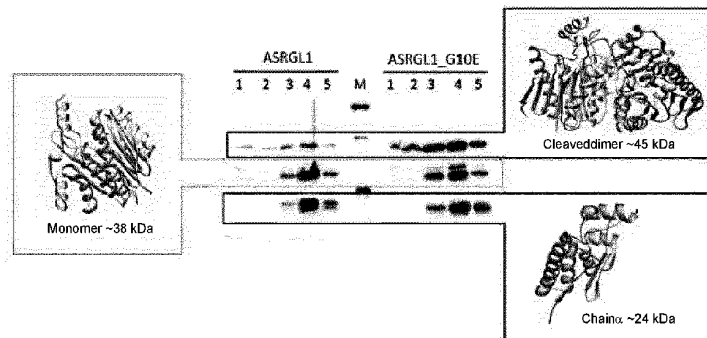 ASRGL1
ASRGL1_G10E
1 2 3 4 5 M 1 2 3 4 5
Cleaveddimer ~45 kDa
Monomer ~38 kDa
Chainα ~24 kDa